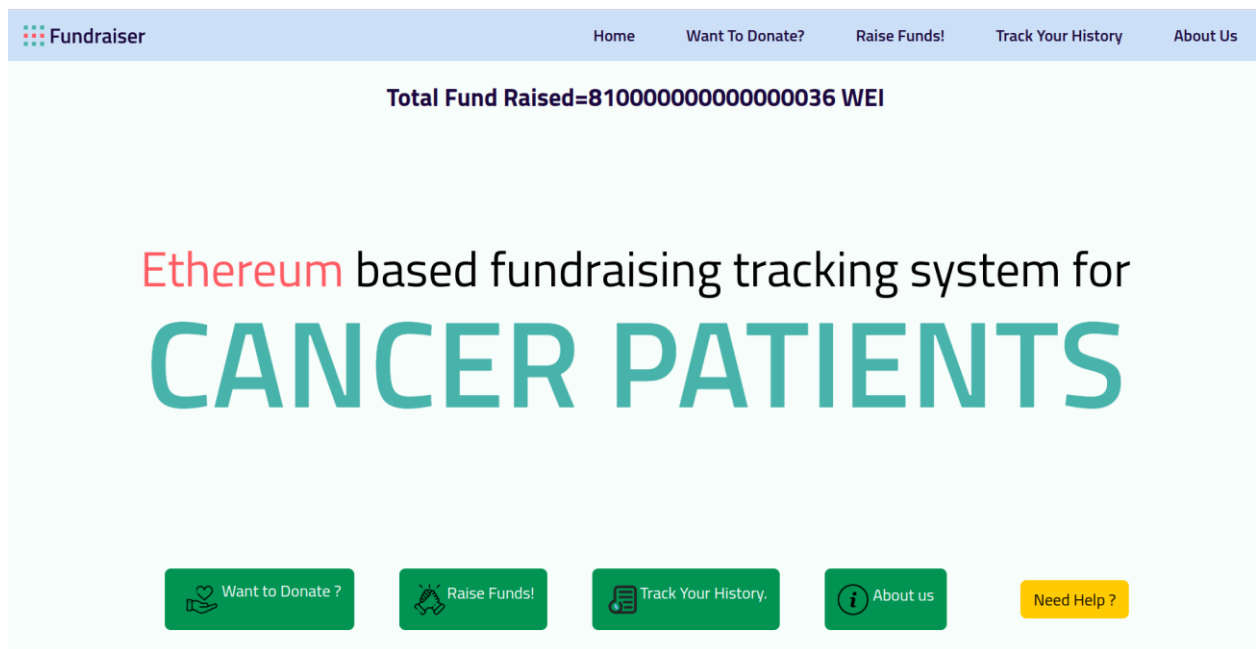 Fundraiser Home Want To Donate? Raise Funds! Track Your History About Us
Total Fund Raised=810000000000000036 WEI
Ethereum based fundraising tracking system for
CANCER PATIENTS
Want to Donate ? Raise Funds! Track Your History. About us Need Help ?